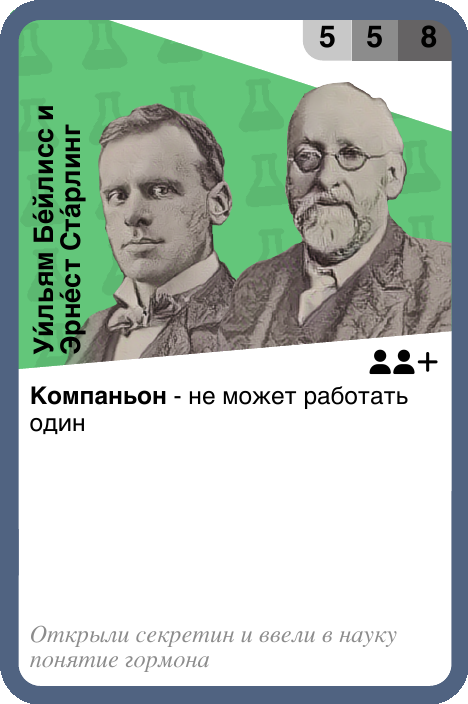 5 5 8
Уи́льям Бе́йлисс и
Эрне́ст Ста́рлинг
+
Компаньон - не может работать
один
Открыли секретин и ввели в науку
понятие гормона